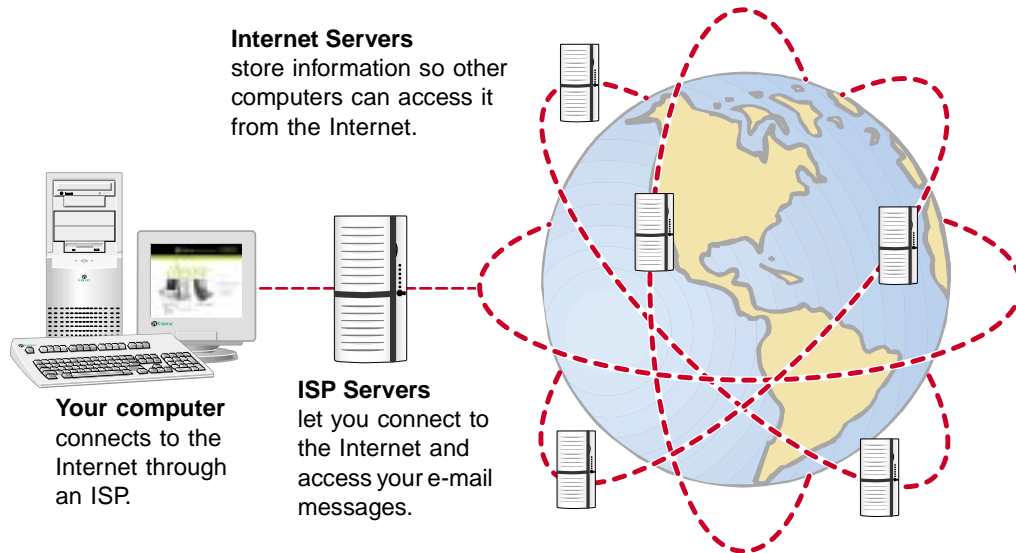 Internet Servers
store information so other
computers can access it
from the Internet.
Your computer
connects to the
Internet through
an ISP.
ISP Servers
let you connect to
the Internet and
access your e-mail
messages.